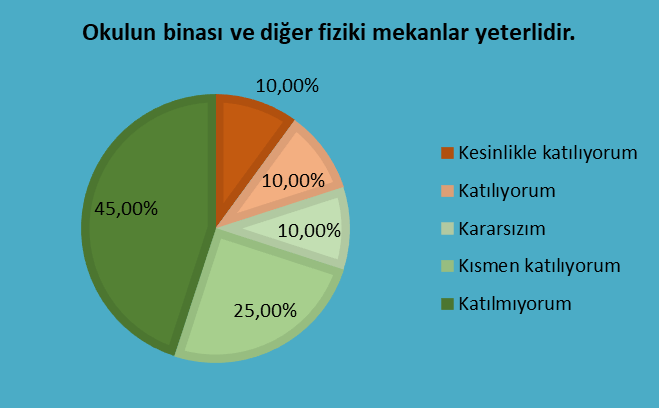 Okulun binası ve diğer fiziki mekanlar yeterlidir.
10,00%
10,00%
10,00%
25,00%
45,00%
Kesinlikle katılıyorum
Katılıyorum
Kararsızım
Kısmen katılıyorum
Katılmıyorum